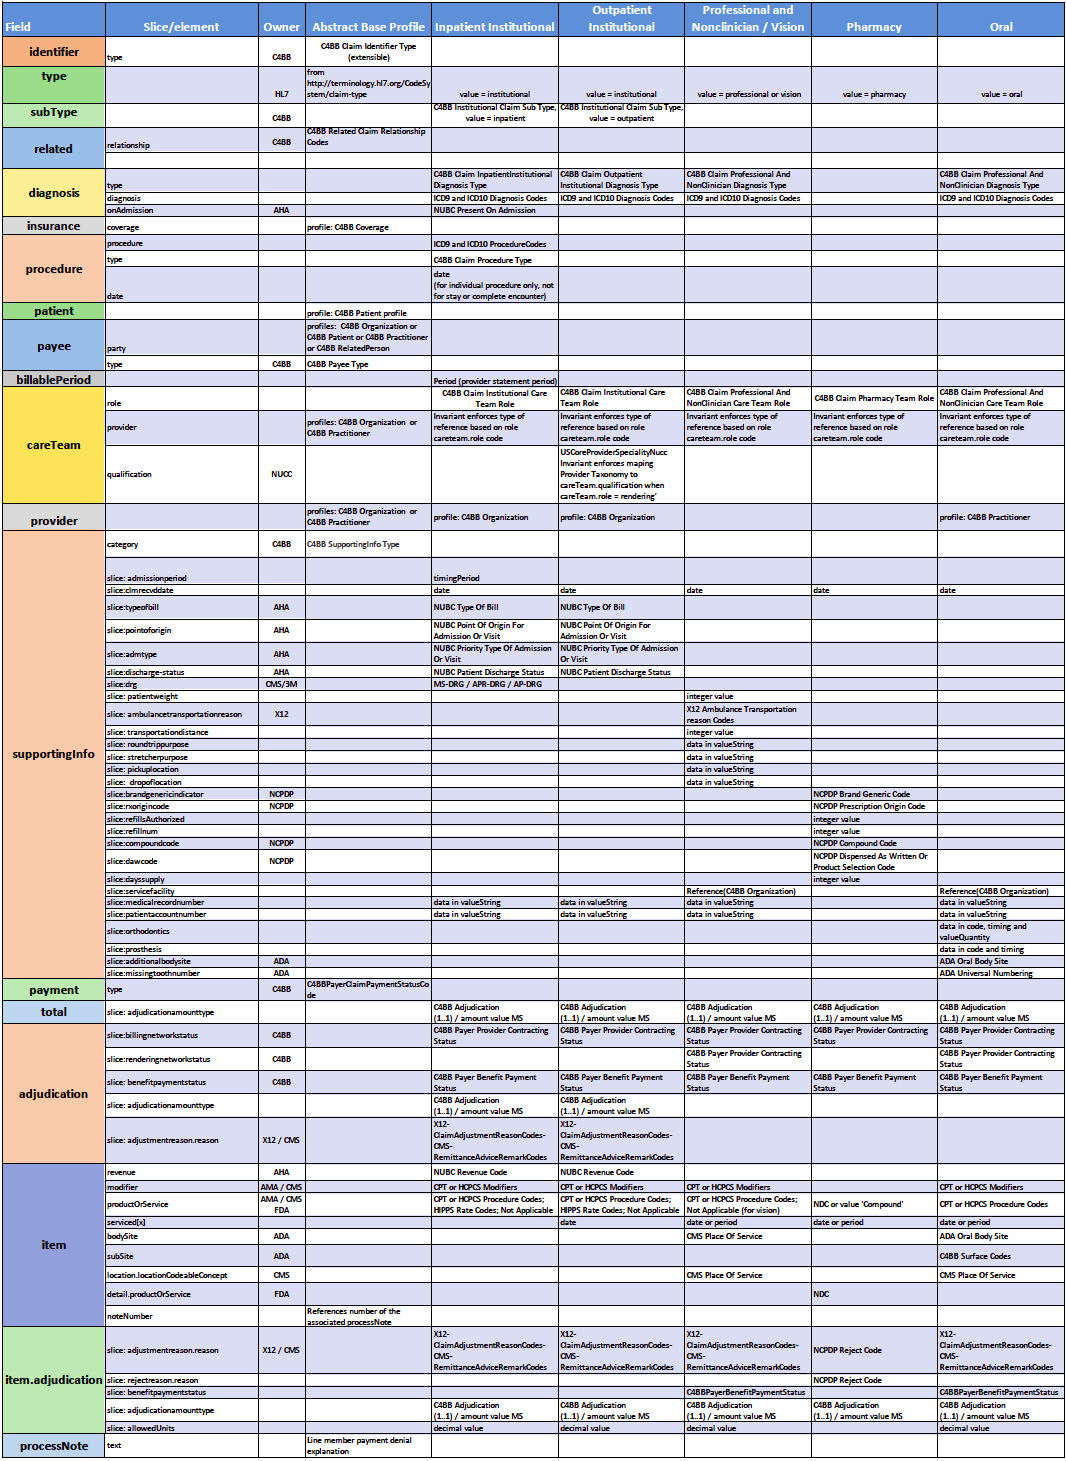 Field Slice/element Owner Abstract Base Profile Inpatient Institutional Outpatient Institutional Professional and Nonclinician / Vision Pharmacy Oral
identifier type C4BB C4BB Claim Identifier Type (extensible)
type HL7 from http://terminology.hl7.org/CodeSystem/claim-type value = institutional value = institutional value = professional or vision value = pharmacy value = oral
subType C4BB C4BB Institutional Claim Sub Type, value = inpatient C4BB Institutional Claim Sub Type, value = outpatient
related relationship C4BB C4BB Related Claim Relationship Codes
diagnosis type C4BB Claim InpatientInstitutional Diagnosis Type C4BB Claim Outpatient Institutional Diagnosis Type C4BB Claim Professional And NonClinician Diagnosis Type C4BB Claim Professional And NonClinician Diagnosis Type
diagnosis ICD9 and ICD10 Diagnosis Codes ICD9 and ICD10 Diagnosis Codes ICD9 and ICD10 Diagnosis Codes ICD9 and ICD10 Diagnosis Codes
onAdmission AHA NUBC Present On Admission
insurance coverage profile: C4BB Coverage
procedure procedure ICD9 and ICD10 ProcedureCodes
type C4BB Claim Procedure Type
date date (for individual procedure only, not for stay or complete encounter)
patient profile: C4BB Patient profile
payee party profiles: C4BB Organization or C4BB Patient or C4BB Practitioner or C4BB RelatedPerson
type C4BB C4BB Payee Type
billablePeriod Period (provider statement period)
careTeam role C4BB Claim Institutional Care Team Role C4BB Claim Institutional Care Team Role C4BB Claim Professional And NonClinician Care Team Role C4BB Claim Pharmacy Team Role C4BB Claim Professional And NonClinician Care Team Role
provider profiles: C4BB Organization or C4BB Practitioner Invariant enforces type of reference based on role careteam.role code Invariant enforces type of reference based on role careteam.role code Invariant enforces type of reference based on role careteam.role code Invariant enforces type of reference based on role careteam.role code Invariant enforces type of reference based on role careteam.role code
qualification NUCC USCoreProviderSpecialityNucc Invariant enforces maping Provider Taxonomy to careTeam.qualification when careTeam.role = rendering'
provider profiles: C4BB Organization or C4BB Practitioner profile: C4BB Organization profile: C4BB Organization profile: C4BB Practitioner
supportingInfo category C4BB C4BB SupportingInfo Type
slice: admissionperiod timingPeriod
slice:clmrecvddate date date date date date
slice:typeofbill AHA NUBC Type Of Bill NUBC Type Of Bill
slice:pointoforigin AHA NUBC Point Of Origin For Admission Or Visit NUBC Point Of Origin For Admission Or Visit
slice:admtype AHA NUBC Priority Type Of Admission Or Visit NUBC Priority Type Of Admission Or Visit
slice:discharge-status AHA NUBC Patient Discharge Status NUBC Patient Discharge Status
slice:drg CMS/3M MS-DRG / APR-DRG / AP-DRG
slice: patientweight integer value
slice: ambulancetransportationreason X12 X12 Ambulance Transportation reason Codes
slice: transportationdistance integer value
slice: roundtrippurpose data in valueString
slice: stretcherpurpose data in valueString
slice: pickuplocation data in valueString
slice: dropoflocation data in valueString
slice:brandgenericindicator NCPDP NCPDP Brand Generic Code
slice:rxorigincode NCPDP NCPDP Prescription Origin Code
slice:refillsAuthorized integer value
slice:refillnum integer value
slice:compoundcode NCPDP NCPDP Compound Code
slice:dawcode NCPDP NCPDP Dispensed As Written Or Product Selection Code
slice:dayssupply integer value
slice:servicefacility Reference(C4BB Organization) Reference(C4BB Organization)
slice:medicalrecordnumber data in valueString data in valueString data in valueString data in valueString
slice:patientaccountnumber data in valueString data in valueString data in valueString data in valueString
slice:orthodontics data in code, timing and valueQuantity
slice:prosthesis data in code and timing
slice:additionalbodysite ADA ADA Oral Body Site
slice:missingtoothnumber ADA ADA Universal Numbering
payment type C4BB C4BBPayerClaimPaymentStatusCode
total slice: adjudicationamounttype C4BB Adjudication (1..1) / amount value MS C4BB Adjudication (1..1) / amount value MS C4BB Adjudication (1..1) / amount value MS C4BB Adjudication (1..1) / amount value MS C4BB Adjudication (1..1) / amount value MS
adjudication slice:billingnetworkstatus C4BB C4BB Payer Provider Contracting Status C4BB Payer Provider Contracting Status C4BB Payer Provider Contracting Status C4BB Payer Provider Contracting Status C4BB Payer Provider Contracting Status
slice:renderingnetworkstatus C4BB C4BB Payer Provider Contracting Status C4BB Payer Provider Contracting Status
slice: benefitpaymentstatus C4BB C4BB Payer Benefit Payment Status C4BB Payer Benefit Payment Status C4BB Payer Benefit Payment Status C4BB Payer Benefit Payment Status C4BB Payer Benefit Payment Status
slice: adjudicationamounttype C4BB Adjudication (1..1) / amount value MS C4BB Adjudication (1..1) / amount value MS
slice: adjustmentreason.reason X12 / CMS X12-ClaimAdjustmentReasonCodes-CMS-RemittanceAdviceRemarkCodes X12-ClaimAdjustmentReasonCodes-CMS-RemittanceAdviceRemarkCodes
item revenue AHA NUBC Revenue Code NUBC Revenue Code
modifier AMA / CMS CPT or HCPCS Modifiers CPT or HCPCS Modifiers CPT or HCPCS Modifiers CPT or HCPCS Modifiers
productOrService AMA / CMS FDA CPT or HCPCS Procedure Codes; HIPPS Rate Codes; Not Applicable CPT or HCPCS Procedure Codes; HIPPS Rate Codes; Not Applicable CPT or HCPCS Procedure Codes; Not Applicable (for vision) NDC or value 'Compound' CPT or HCPCS Procedure Codes
serviced[x] date date or period date or period date or period
bodySite ADA CMS Place Of Service ADA Oral Body Site
subSite ADA C4BB Surface Codes
location.locationCodeableConcept CMS CMS Place Of Service CMS Place Of Service
detail.productOrService FDA NDC
noteNumber References number of the associated processNote
item.adjudication slice: adjustmentreason.reason X12 / CMS X12-ClaimAdjustmentReasonCodes-CMS-RemittanceAdviceRemarkCodes X12-ClaimAdjustmentReasonCodes-CMS-RemittanceAdviceRemarkCodes X12-ClaimAdjustmentReasonCodes-CMS-RemittanceAdviceRemarkCodes NCPDP Reject Code X12-ClaimAdjustmentReasonCodes-CMS-RemittanceAdviceRemarkCodes
slice: rejectreason.reason NCPDP Reject Code
slice: benefitpaymentstatus C4BBPayerBenefitPaymentStatus C4BBPayerBenefitPaymentStatus
slice: adjudicationamounttype C4BB Adjudication (1..1) / amount value MS C4BB Adjudication (1..1) / amount value MS C4BB Adjudication (1..1) / amount value MS C4BB Adjudication (1..1) / amount value MS C4BB Adjudication (1..1) / amount value MS
slice: allowedUnits decimal value decimal value decimal value decimal value
processNote text Line member payment denial explanation